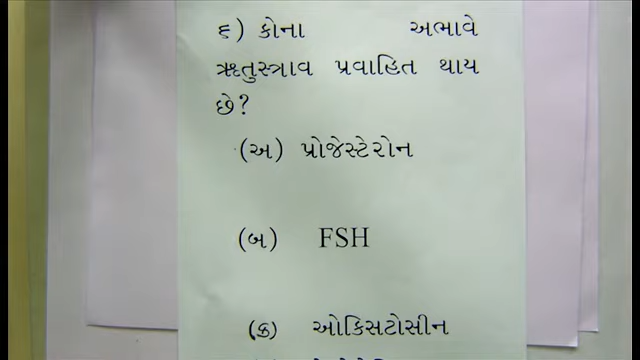 ૬) કોના અભાવે
ઋતુસ્ત્રાવ પ્રવાહિત થાય
છે?
(અ) પ્રોજેસ્ટેરોન
(બ) FSH
(ક) ઓકિસટોસીન